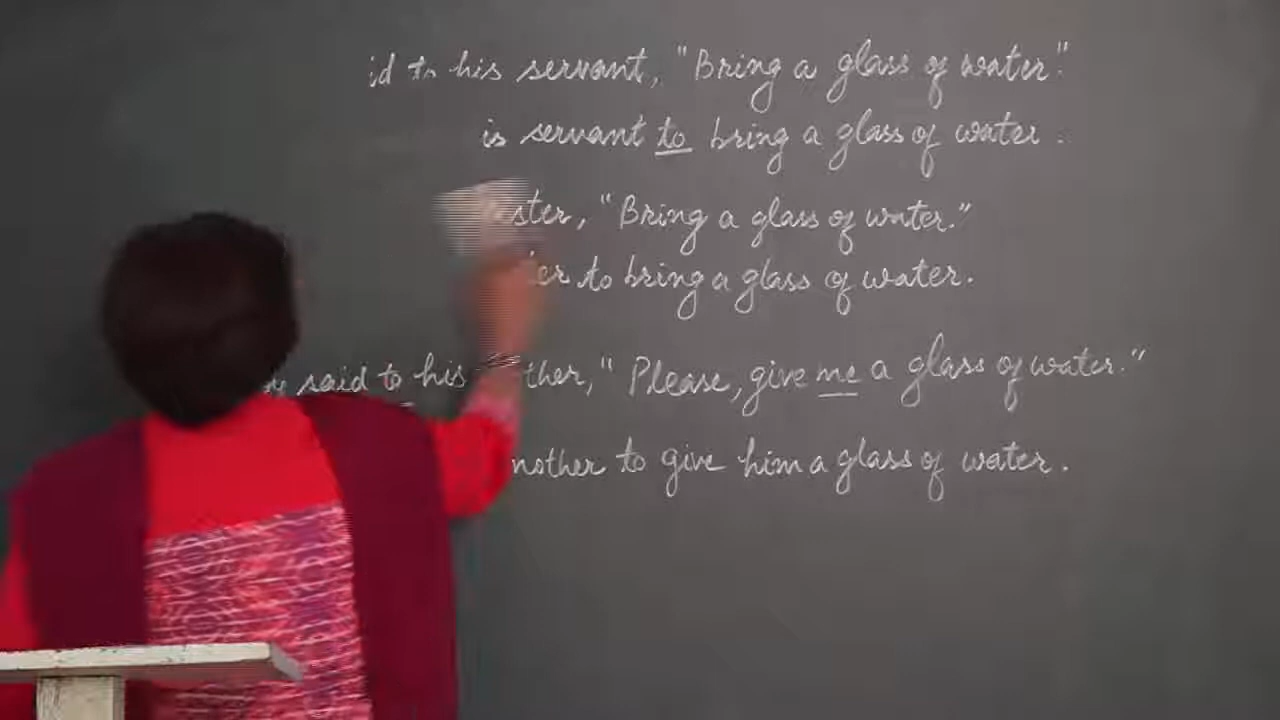 id to his servant, "Bring a glass of water."
is servant to bring a glass of water.
ster, "Bring a glass of water."
er to bring a glass of water.
said to his ther, "Please, give me a glass of water."
mother to give him a glass of water.